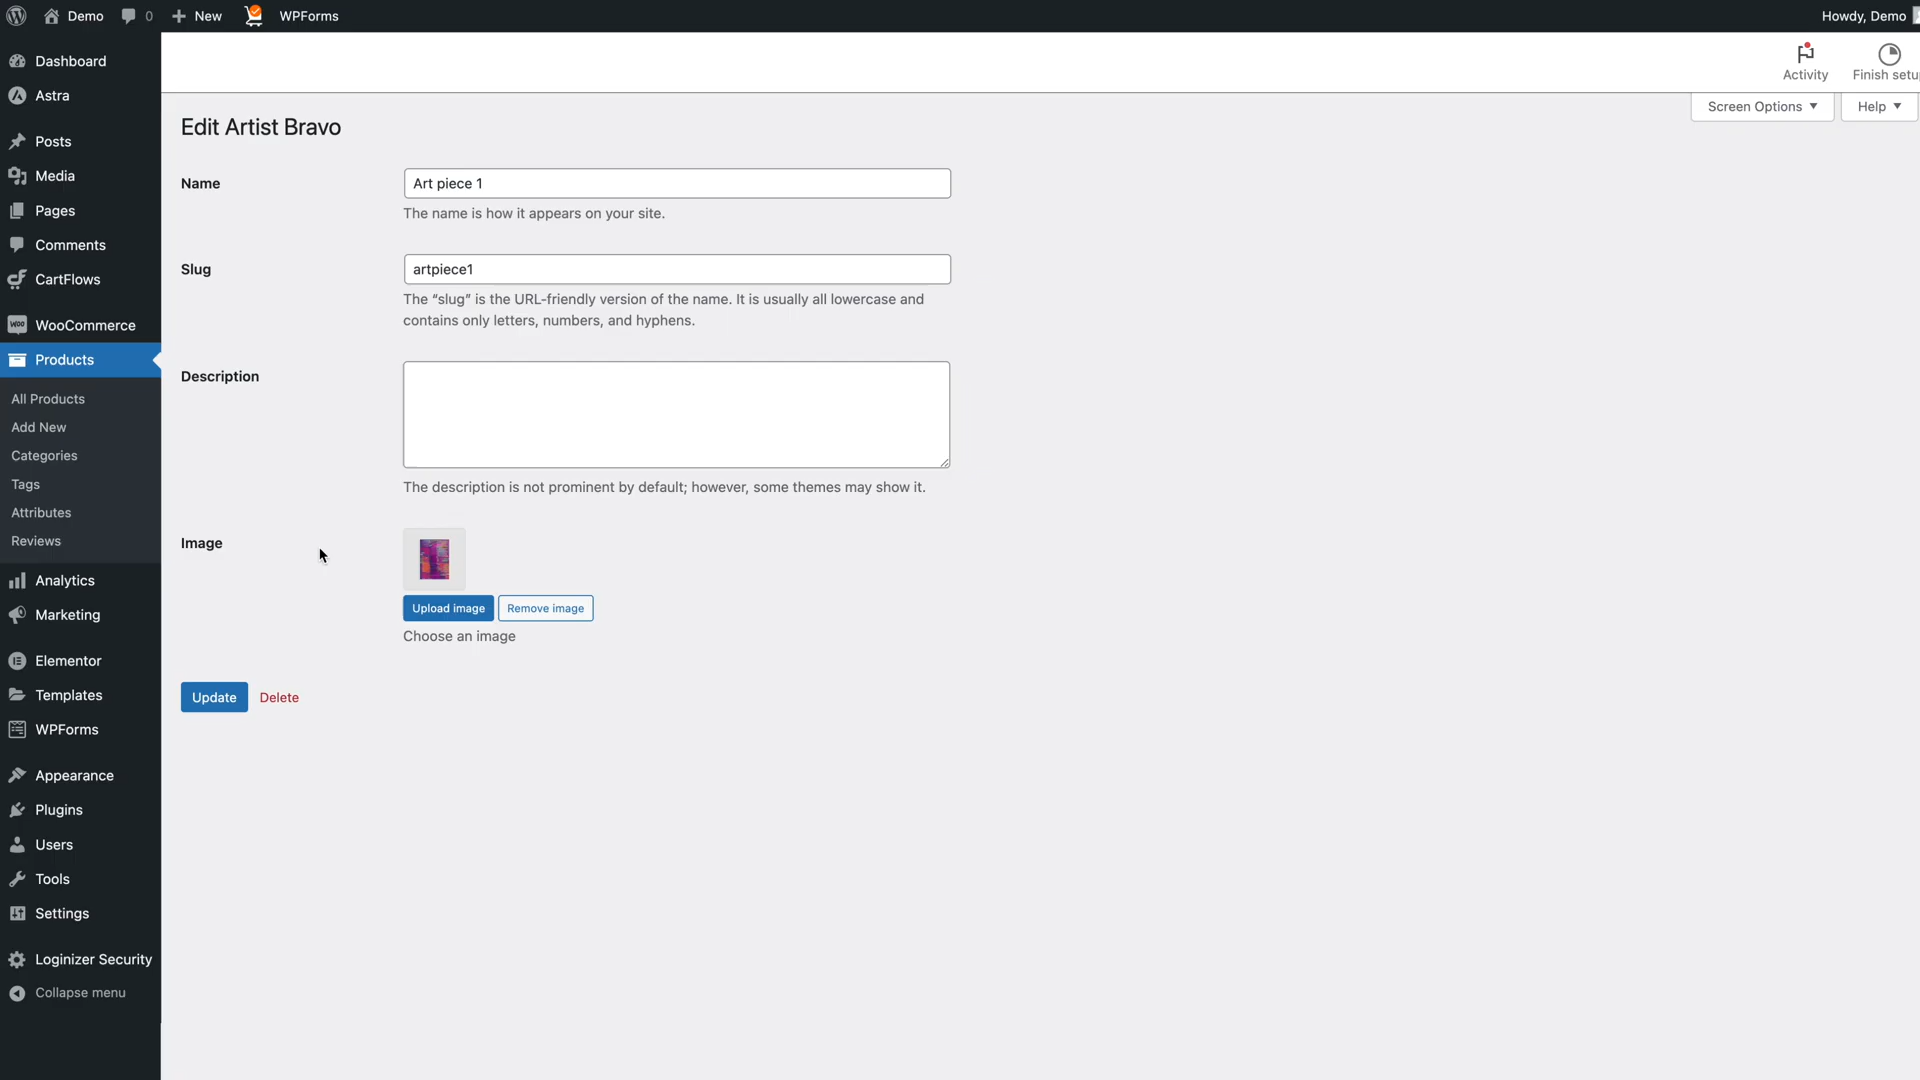 Demo 0 New WPForms Howdy, Demo
Activity Finish setu
Screen Options Help
Dashboard
Astra
Posts
Media
Pages
Comments
CartFlows
WooCommerce
Products
All Products
Add New
Categories
Tags
Attributes
Reviews
Analytics
Marketing
Elementor
Templates
WPForms
Appearance
Plugins
Users
Tools
Settings
Loginizer Security
Collapse menu
Edit Artist Bravo
Name
Art piece 1
The name is how it appears on your site.
Slug
artpiece1
The “slug” is the URL-friendly version of the name. It is usually all lowercase and
contains only letters, numbers, and hyphens.
Description
The description is not prominent by default; however, some themes may show it.
Image
Upload image Remove image
Choose an image
Update Delete